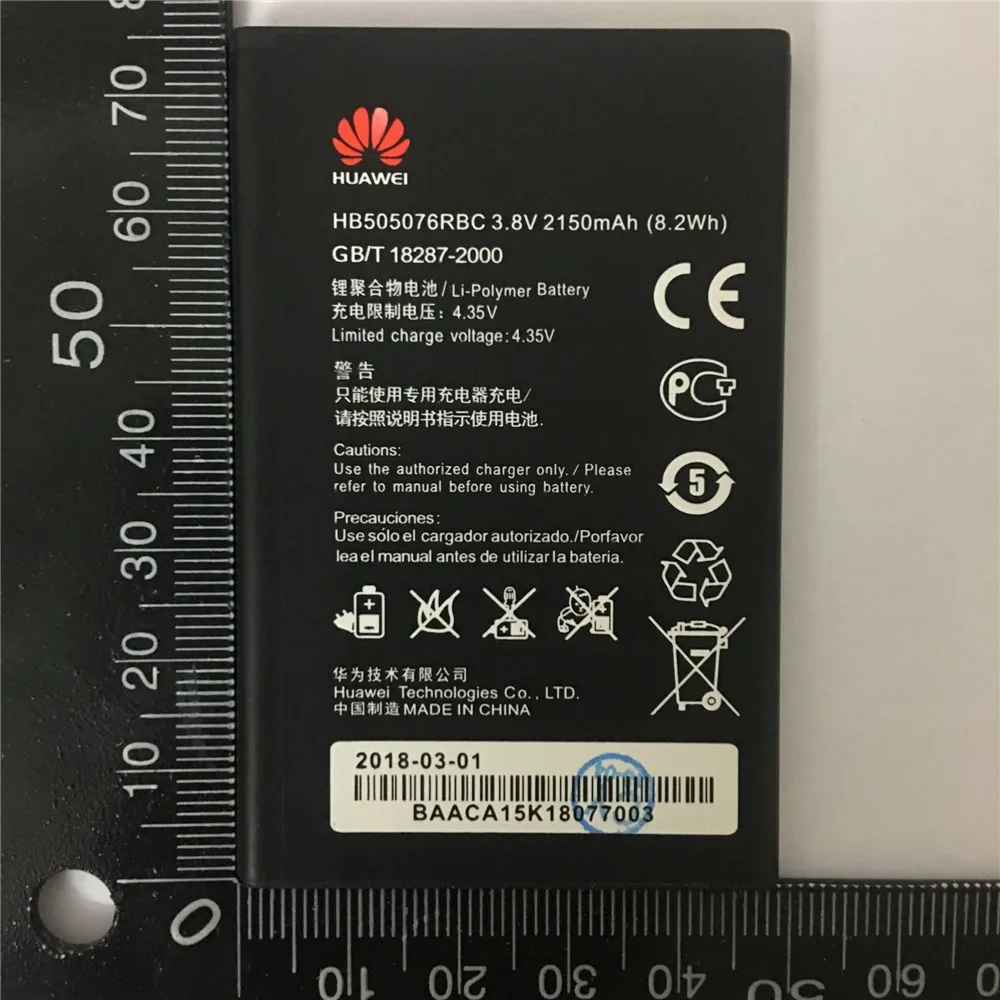 HUAWEI
HB505076RBC 3.8V 2150mAh (8.2Wh)
GB/T 18287-2000
锂聚合物电池/Li-Polymer Battery
充电限制电压: 4.35V
Limited charge voltage:4.35V
警告
只能使用专用充电器充电/
请按照说明书指示使用电池.
Cautions:
Use the authorized charger only./ Please
refer to manual before using battery.
Precauciones:
Use sólo el cargador autorizado./Porfavor
lea el manual antes de utilizar la bateria.
华为技术有限公司
Huawei Technologies Co., LTD.
中国制造 MADE IN CHINA
2018-03-01
BAACA15K18077003
CE
PCT
5
70
60
50
40
30
20
10
0
10
20
30
40
50
60